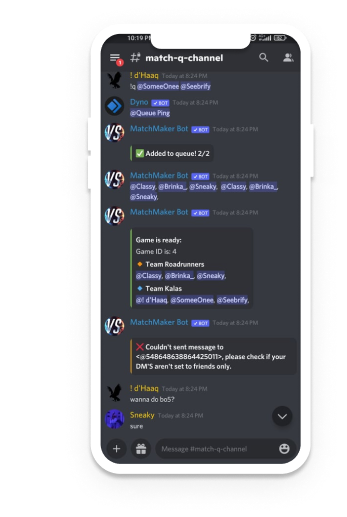 10:19 PM
# match-q-channel
1
! d'Haaq Today at 8:24 PM
!q @SomeOnee @Seebrify
Dyno BOT Today at 8:24 PM
@Queue Ping
MatchMaker Bot BOT Today at 8:24 PM
✅ Added to queue! 2/2
MatchMaker Bot BOT Today at 8:24 PM
@Classy, @Brinka_, @Sneaky, @Classy, @Brinka_,
@Sneaky,
MatchMaker Bot BOT Today at 8:24 PM
Game is ready:
Game ID is: 4
🔸 Team Roadrunners
@Classy, @Brinka_, @Sneaky,
🔹 Team Kalas
@! d'Haaq, @SomeOnee, @Seebrify,
MatchMaker Bot BOT Today at 8:24 PM
❌ Couldn't sent message to
<@548648638864425011>, please check if your
DM'S aren't set to friends only.
! d'Haaq Today at 8:24 PM
wanna do bo5?
Sneaky Today at 8:24 PM
sure
Message #match-q-channel